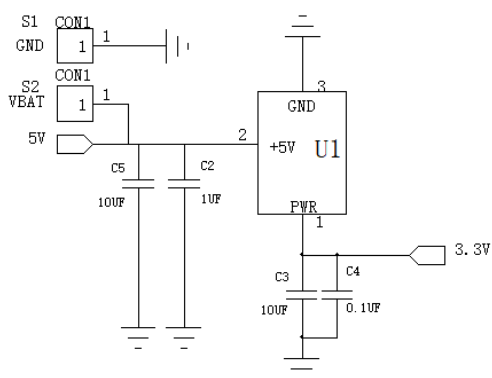 S1 CON1
GND 1 1
S2 CON1
VBAT 1 1
5V
2
3
GND
+5V U1
PWR
1
C5
10UF
C2
1UF
C3
10UF
C4
0.1UF
3.3V